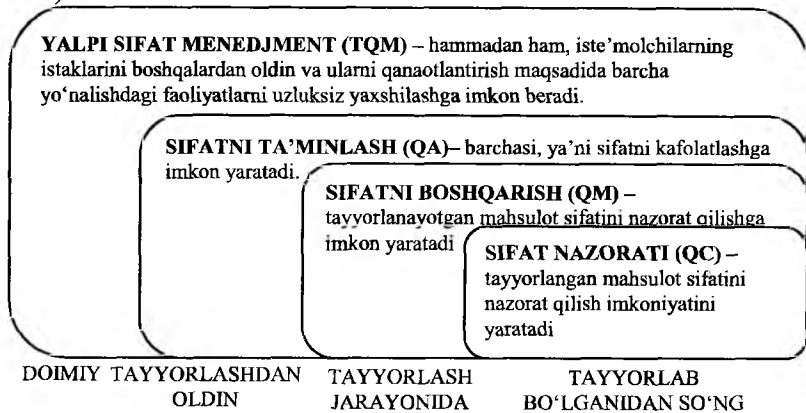 YALPI SIFAT MENEDJMENT (TQM) – hammadan ham, iste’molchilarning
istaklarini boshqalardan oldin va ularni qanaotlantirish maqsadida barcha
yo‘nalishdagi faoliyatlarni uzluksiz yaxshilashga imkon beradi.
SIFATNI TA’MINLASH (QA)– barchasi, ya’ni sifatni kafolatlashga
imkon yaratadi.
SIFATNI BOSHQARISH (QM) –
tayyorlanayotgan mahsulot sifatini nazorat qilishga
imkon yaratadi
SIFAT NAZORATI (QC) –
tayyorlangan mahsulot sifatini
nazorat qilish imkoniyatini
yaratadi
DOIMIY TAYYORLASHDAN
OLDIN
TAYYORLASH
JARAYONIDA
TAYYORLAB
BO‘LGANIDAN SO‘NG